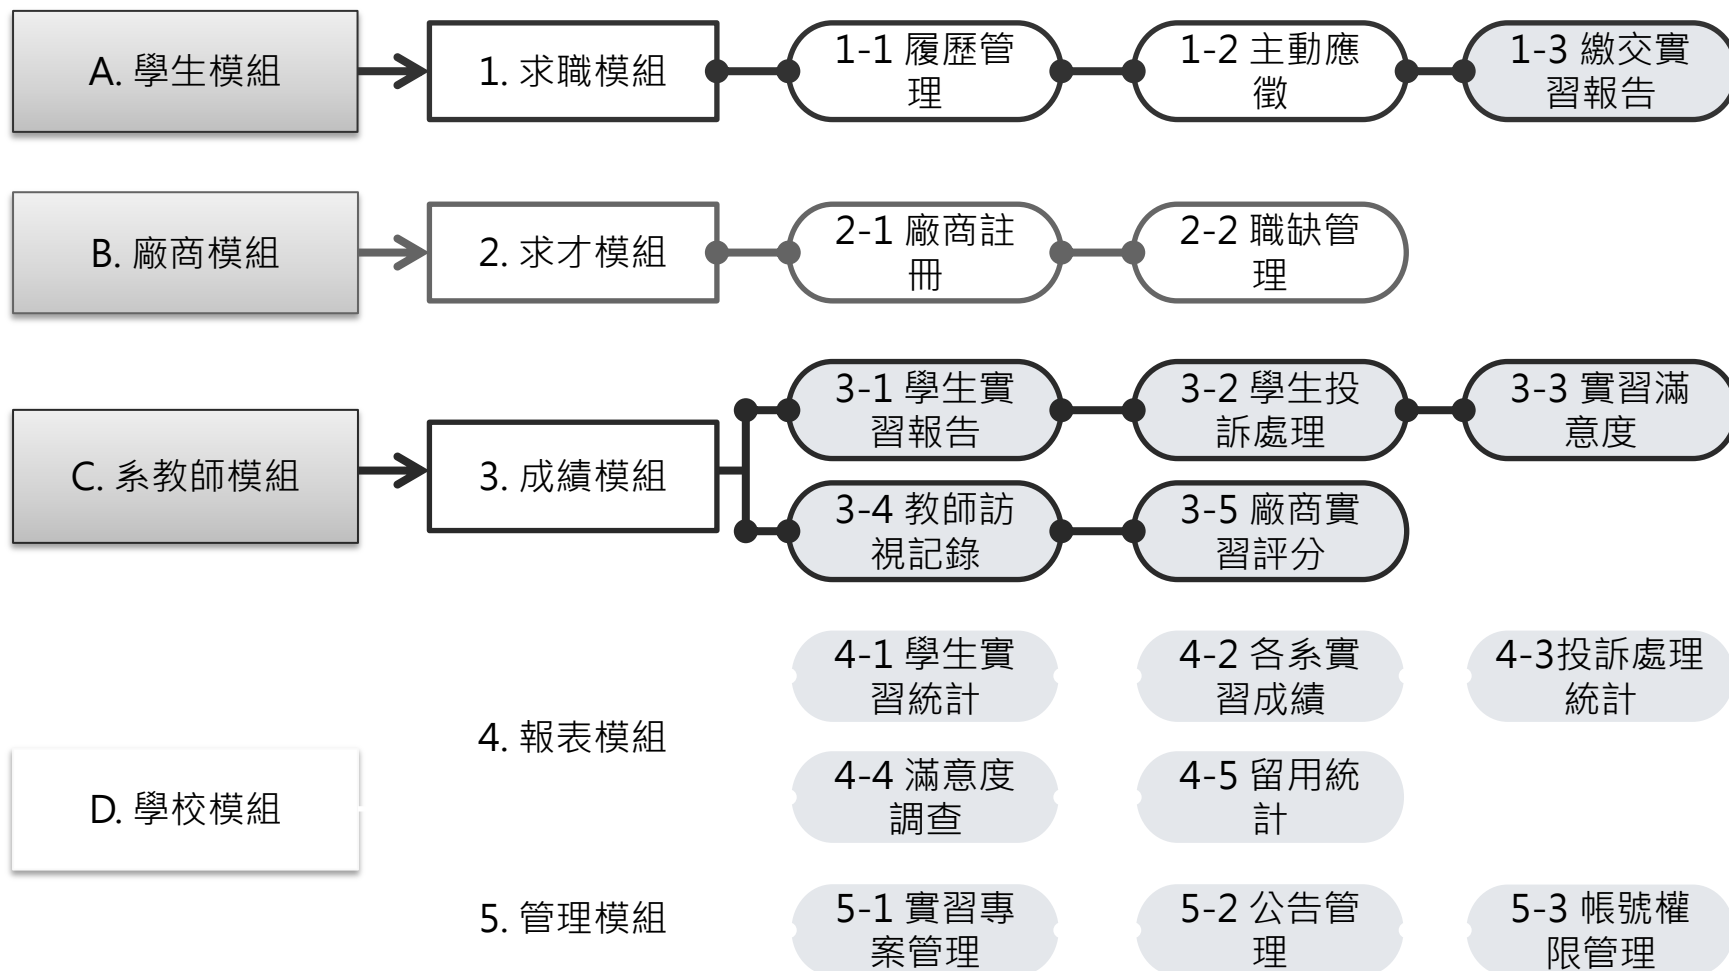 A. 學生模組
1. 求職模組
1-1 履歷管
理
1-2 主動應
徵
1-3 繳交實
習報告
B. 廠商模組
2. 求才模組
2-1 廠商註
冊
2-2 職缺管
理
C. 系教師模組
3. 成績模組
3-1 學生實
習報告
3-2 學生投
訴處理
3-3 實習滿
意度
3-4 教師訪
視記錄
3-5 廠商實
習評分
D. 學校模組
4. 報表模組
4-1 學生實
習統計
4-2 各系實
習成績
4-3投訴處理
統計
4-4 滿意度
調查
4-5 留用統
計
5. 管理模組
5-1 實習專
案管理
5-2 公告管
理
5-3 帳號權
限管理